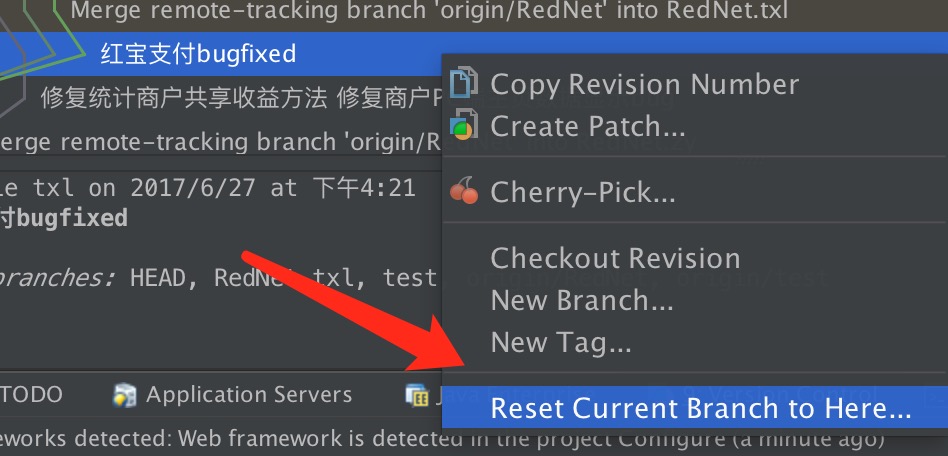 Merge remote-tracking branch 'origin/RedNet' into RedNet.txl
红宝支付bugfixed
修复统计商户共享收益方法 修复商户P
Copy Revision Number
Create Patch...
erge remote-tracking branch 'origin/Re
Cherry-Pick...
le txl on 2017/6/27 at 下午4:21
付bugfixed
Checkout Revision
branches: HEAD, RedNet.txl, test origin/test
New Branch...
New Tag...
TODO Application Servers
Reset Current Branch to Here...
eworks detected: Web framework is detected in the project Configure (a minute ago)